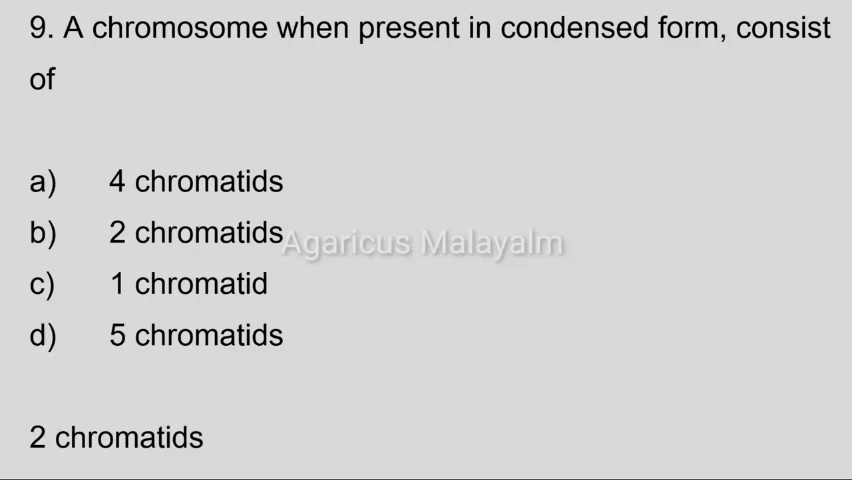 9. A chromosome when present in condensed form, consist
of
a) 4 chromatids
b) 2 chromatids
Agaricus Malayalm
c) 1 chromatid
d) 5 chromatids
2 chromatids